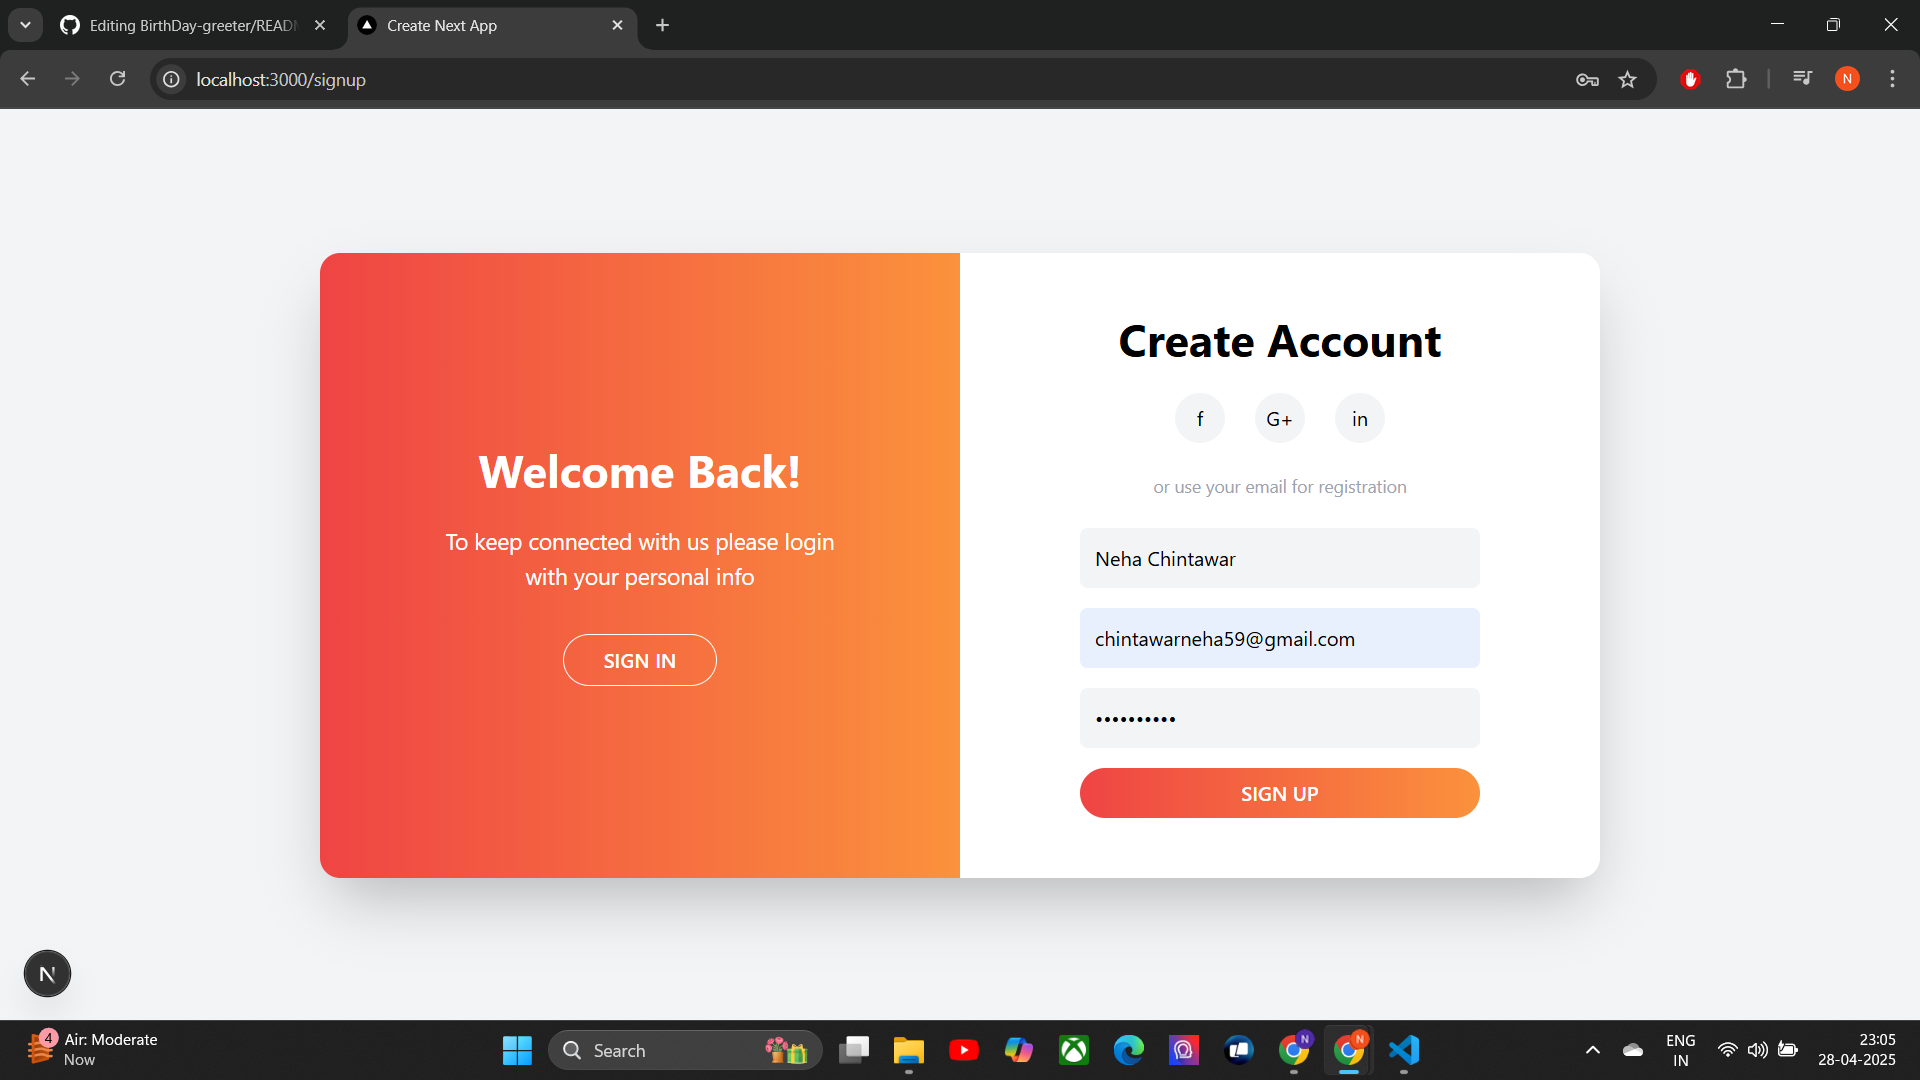 Editing BirthDay-greeter/READ
Create Next App
localhost:3000/signup
N
Welcome Back!
To keep connected with us please login
with your personal info
SIGN IN
Create Account
f
G+
in
or use your email for registration
Neha Chintawar
chintawarneha59@gmail.com
••••••••••
SIGN UP
N
4
Air: Moderate
Now
Search
N
N
ENG
IN
23:05
28-04-2025